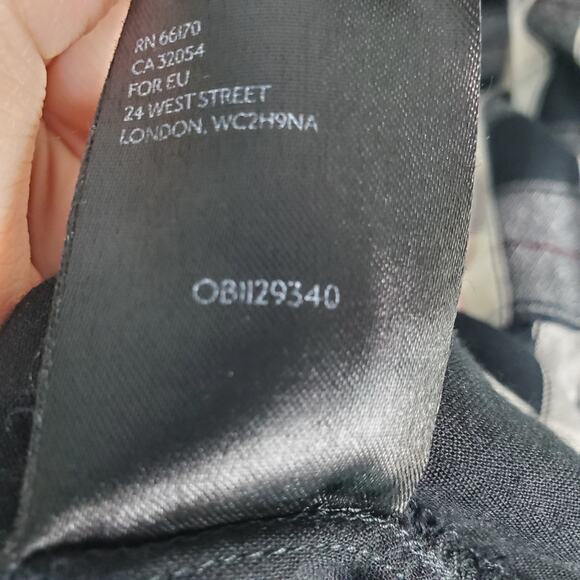 RN 66170
CA 32054
FOR EU
24 WEST STREET
LONDON, WC2H9NA
OB1129340